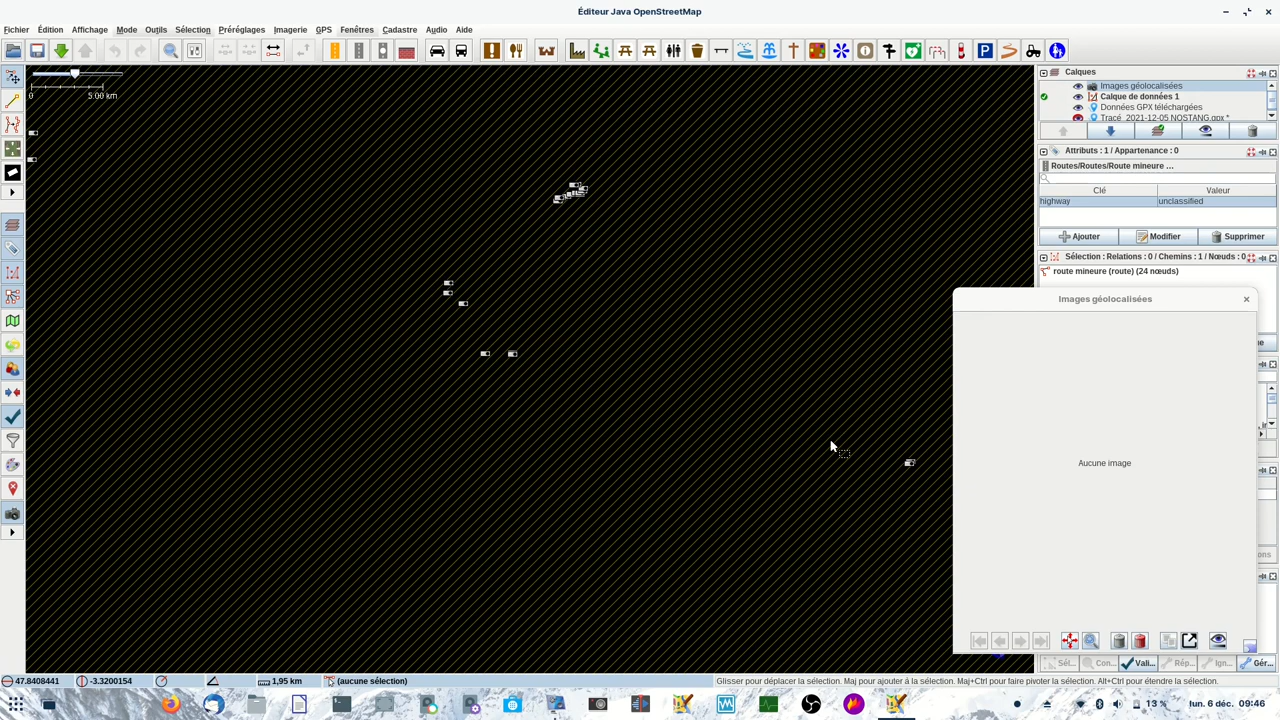 Éditeur Java OpenStreetMap
Fichier Édition Affichage Mode Outils Sélection Préréglages Imagerie GPS Fenêtres Cadastre Audio Aide
0 5.00 km
Calques
Images géolocalisées
Calque de données 1
Données GPX téléchargées
Tracé_2021-12-05 NOSTANG.gpx *
Attributs : 1 / Appartenance : 0
Routes/Routes/Route mineure ...
Clé Valeur
highway unclassified
Ajouter Modifier Supprimer
Sélection : Relations : 0 / Chemins : 1 / Nœuds : 0
route mineure (route) (24 nœuds)
Images géolocalisées
Aucune image
Sél... Con... Vali... Rép... Ign... Gér...
47.8408441 -3.3200154 1,95 km (aucune sélection) Glisser pour déplacer la sélection. Maj pour ajouter à la sélection. Maj+Ctrl pour faire pivoter la sélection. Alt+Ctrl pour étendre la sélection.
13 % lun. 6 déc. 09:46